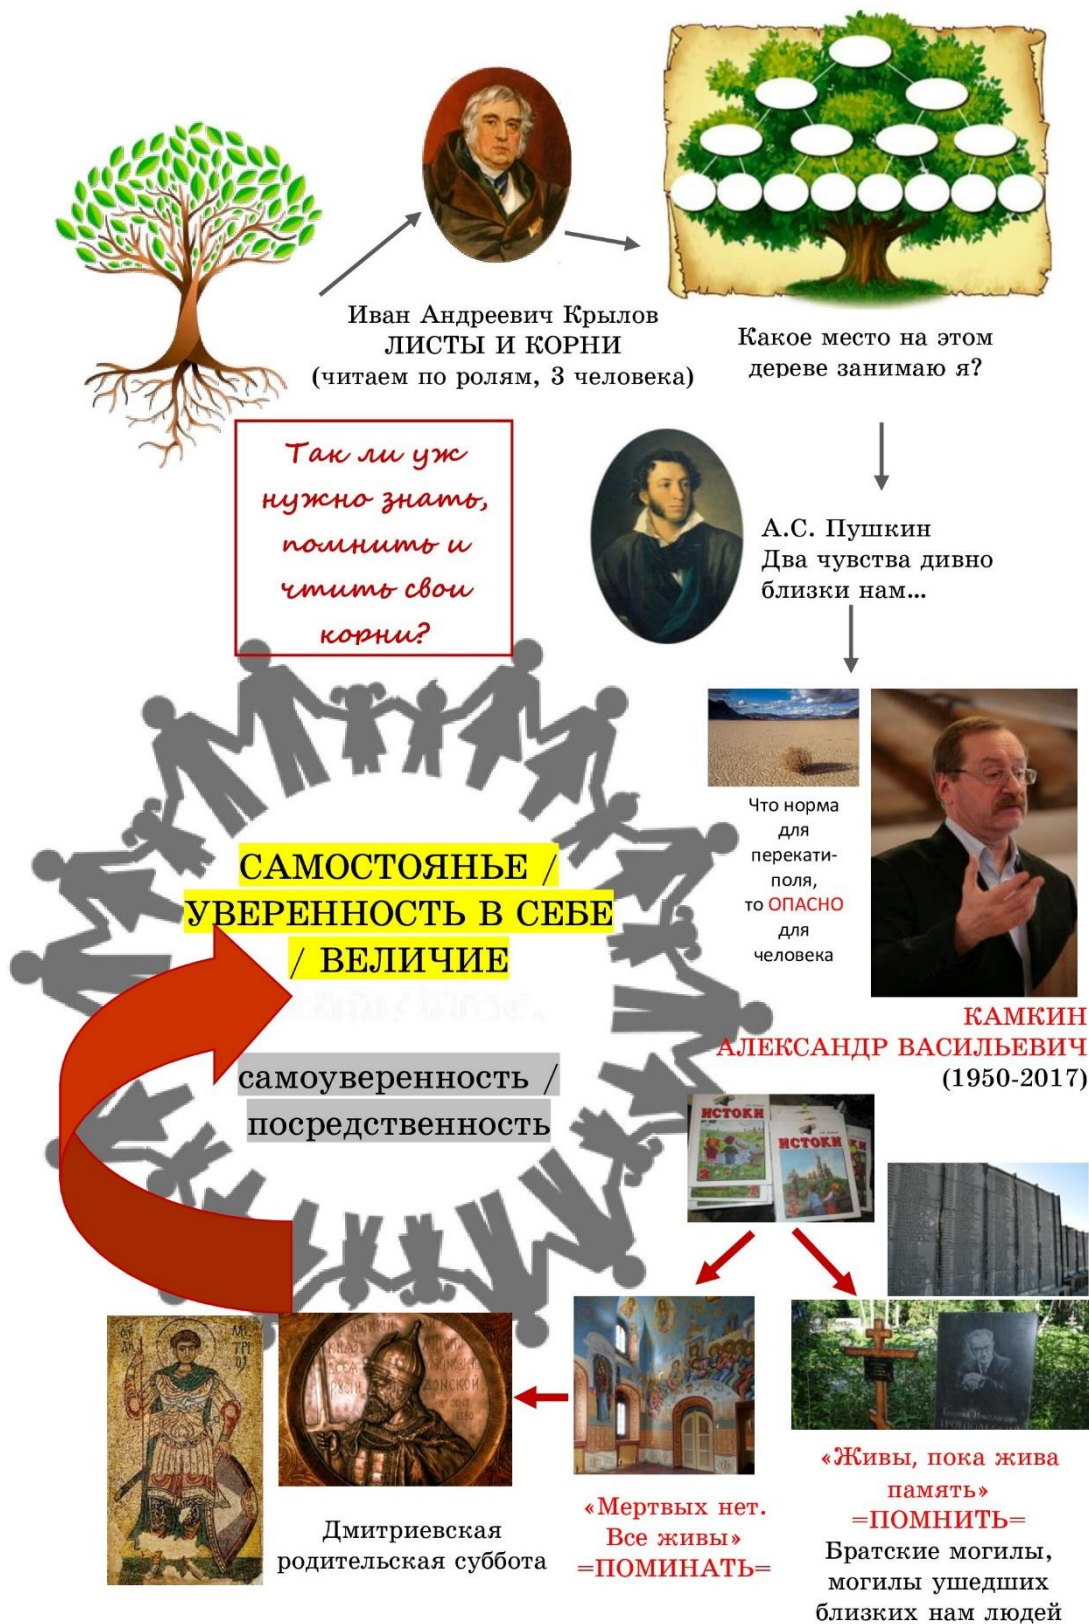 Иван Андреевич Крылов
ЛИСТЫ И КОРНИ
(читаем по ролям, 3 человека)
Какое место на этом
дереве занимаю я?
Так ли уж
нужно знать,
помнить и
чтить свои
корни?
А.С. Пушкин
Два чувства дивно
близки нам...
Что норма
для
перекати-
поля,
то ОПАСНО
для
человека
КАМКИН
АЛЕКСАНДР ВАСИЛЬЕВИЧ
(1950-2017)
САМОСТОЯНЬЕ /
УВЕРЕННОСТЬ В СЕБЕ
/ ВЕЛИЧИЕ
самоуверенность /
посредственность
ИСТОКИ
ИСТОКИ
«Живы, пока жива
память»
=ПОМНИТЬ=
Братские могилы,
могилы ушедших
близких нам людей
«Мертвых нет.
Все живы»
=ПОМИНАТЬ=
Дмитриевская
родительская суббота